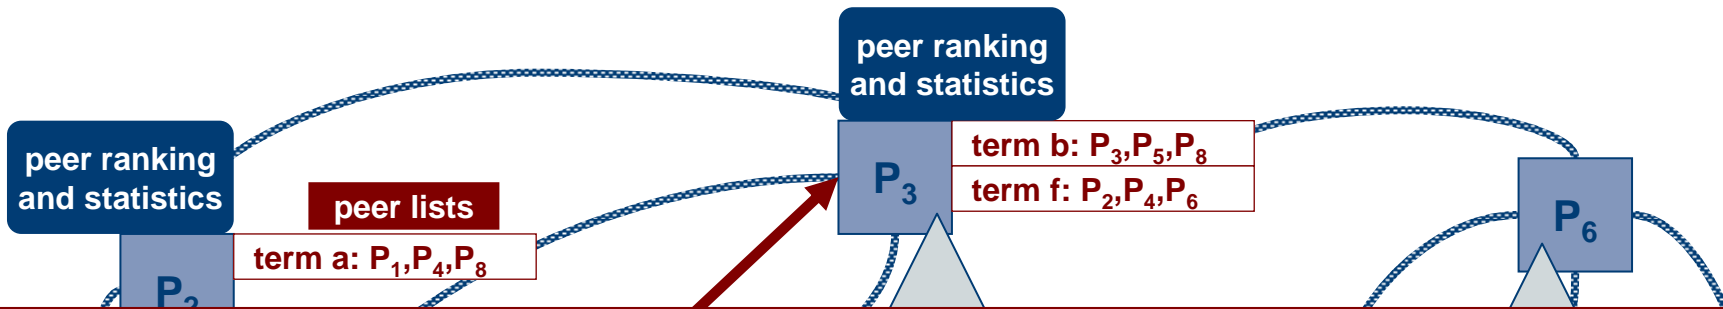 peer ranking
and statistics
term b: P3,P5,P8
P3
term f: P2,P4,P6
peer ranking
and statistics
peer lists
P6
term a: P1,P4,P8
P2